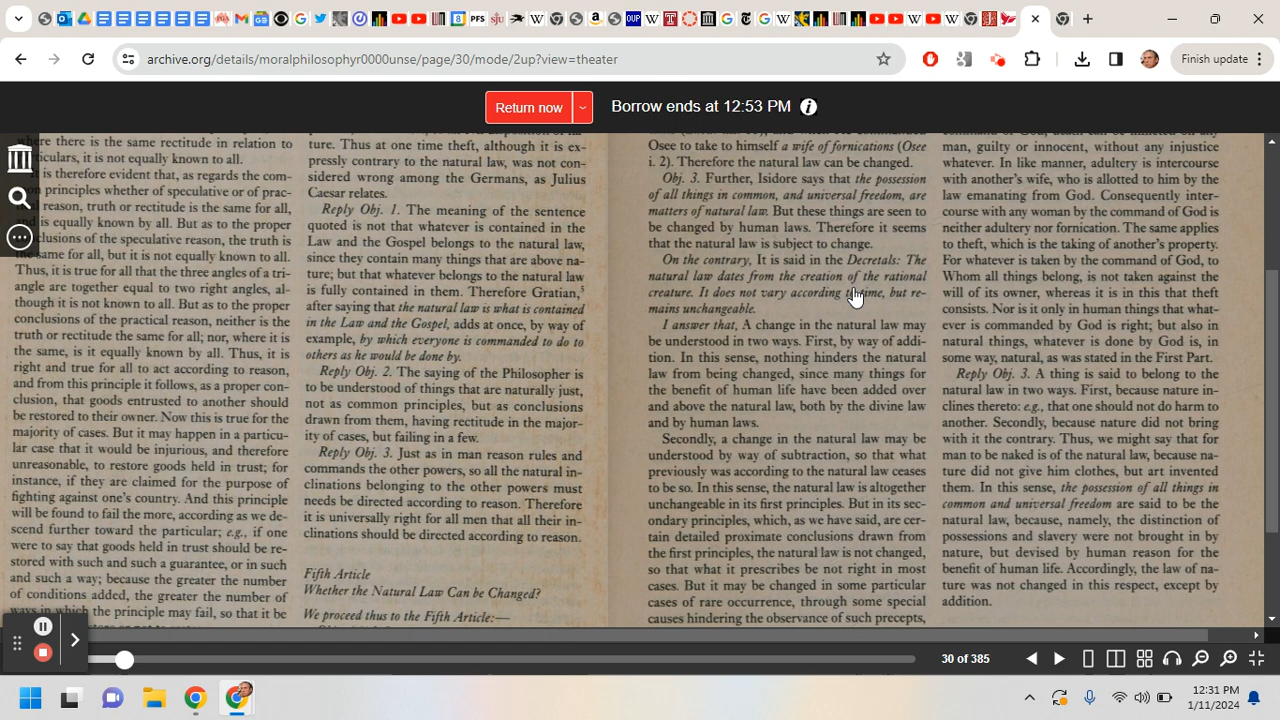 archive.org/details/miralphilosophyr0000unse/page/30/mode/2up?view=theater
Finish update
Return now
Borrow ends at 12:53 PM
where there is the same rectitude in relation to
ticulars, it is not equally known to all.
It is therefore evident that, as regards the com-
principles whether of speculative or of prac-
reason, truth or rectitude is the same for all,
and is equally known by all. But as to the proper
clusions of the speculative reason, the truth is
the same for all, but it is not equally known to all.
Thus, it is true for all that the three angles of a tri-
angle are together equal to two right angles, al-
though it is not known to all. But as to the proper
conclusions of the practical reason, neither is the
truth or rectitude the same for all; nor, where it is
the same, is it equally known by all. Thus, it is
right and true for all to act according to reason,
and from this principle it follows, as a proper con-
clusion, that goods entrusted to another should
be restored to their owner. Now this is true for the
majority of cases. But it may happen in a particu-
lar case that it would be injurious, and therefore
unreasonable, to restore goods held in trust; for
instance, if they are claimed for the purpose of
fighting against one's country. And this principle
will be found to fail the more, according as we de-
scend further toward the particular; e.g., if one
were to say that goods held in trust should be re-
stored with such and such a guarantee, or in such
and such a way; because the greater the number
of conditions added, the greater the number of
ways in which the principle may fail, so that it be
ture. Thus at one time theft, although it is ex-
pressly contrary to the natural law, was not con-
sidered wrong among the Germans, as Julius
Caesar relates.
Reply Obj. 1. The meaning of the sentence
quoted is not that whatever is contained in the
Law and the Gospel belongs to the natural law,
since they contain many things that are above na-
ture; but that whatever belongs to the natural law
is fully contained in them. Therefore Gratian,5
after saying that the natural law is what is contained
in the Law and the Gospel, adds at once, by way of
example, by which everyone is commanded to do to
others as he would be done by.
Reply Obj. 2. The saying of the Philosopher is
to be understood of things that are naturally just,
not as common principles, but as conclusions
drawn from them, having rectitude in the major-
ity of cases, but failing in a few.
Reply Obj. 3. Just as in man reason rules and
commands the other powers, so all the natural in-
clinations belonging to the other powers must
needs be directed according to reason. Therefore
it is universally right for all men that all their in-
clinations should be directed according to reason.
Fifth Article
Whether the Natural Law Can be Changed?
We proceed thus to the Fifth Article:—
Osee to take to himself a wife of fornications (Osee
i. 2). Therefore the natural law can be changed.
Obj. 3. Further, Isidore says that the possession
of all things in common, and universal freedom, are
matters of natural law. But these things are seen to
be changed by human laws. Therefore it seems
that the natural law is subject to change.
On the contrary, It is said in the Decretals: The
natural law dates from the creation of the rational
creature. It does not vary according time, but re-
mains unchangeable.
I answer that, A change in the natural law may
be understood in two ways. First, by way of addi-
tion. In this sense, nothing hinders the natural
law from being changed, since many things for
the benefit of human life have been added over
and above the natural law, both by the divine law
and by human laws.
Secondly, a change in the natural law may be
understood by way of subtraction, so that what
previously was according to the natural law ceases
to be so. In this sense, the natural law is altogether
unchangeable in its first principles. But in its sec-
ondary principles, which, as we have said, are cer-
tain detailed proximate conclusions drawn from
the first principles, the natural law is not changed,
so that what it prescribes be not right in most
cases. But it may be changed in some particular
cases of rare occurrence, through some special
causes hindering the observance of such precepts,
man, guilty or innocent, without any injustice
whatever. In like manner, adultery is intercourse
with another's wife, who is allotted to him by the
law emanating from God. Consequently inter-
course with any woman by the command of God is
neither adultery nor fornication. The same applies
to theft, which is the taking of another's property.
For whatever is taken by the command of God, to
Whom all things belong, is not taken against the
will of its owner, whereas it is in this that theft
consists. Nor is it only in human things that what-
ever is commanded by God is right; but also in
natural things, whatever is done by God is, in
some way, natural, as was stated in the First Part.
Reply Obj. 3. A thing is said to belong to the
natural law in two ways. First, because nature in-
clines thereto: e.g., that one should not do harm to
another. Secondly, because nature did not bring
with it the contrary. Thus, we might say that for
man to be naked is of the natural law, because na-
ture did not give him clothes, but art invented
them. In this sense, the possession of all things in
common and universal freedom are said to be the
natural law, because, namely, the distinction of
possessions and slavery were not brought in by
nature, but devised by human reason for the
benefit of human life. Accordingly, the law of na-
ture was not changed in this respect, except by
addition.
30 of 385
12:31 PM
1/11/2024